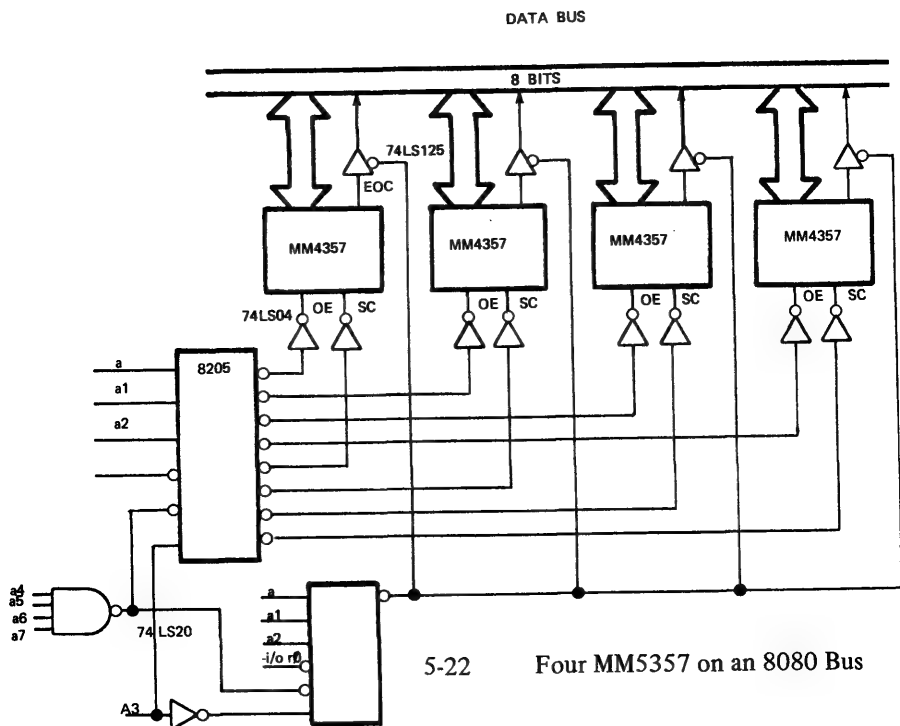 DATA BUS
8 BITS
74LS125
EOC
MM4357
MM4357
MM4357
MM4357
74LS04
OE
SC
OE
SC
OE
SC
OE
SC
8205
a
a1
a2
a4
a5
a6
a7
74LS20
a
a1
a2
A3
5-22 Four MM5357 on an 8080 Bus